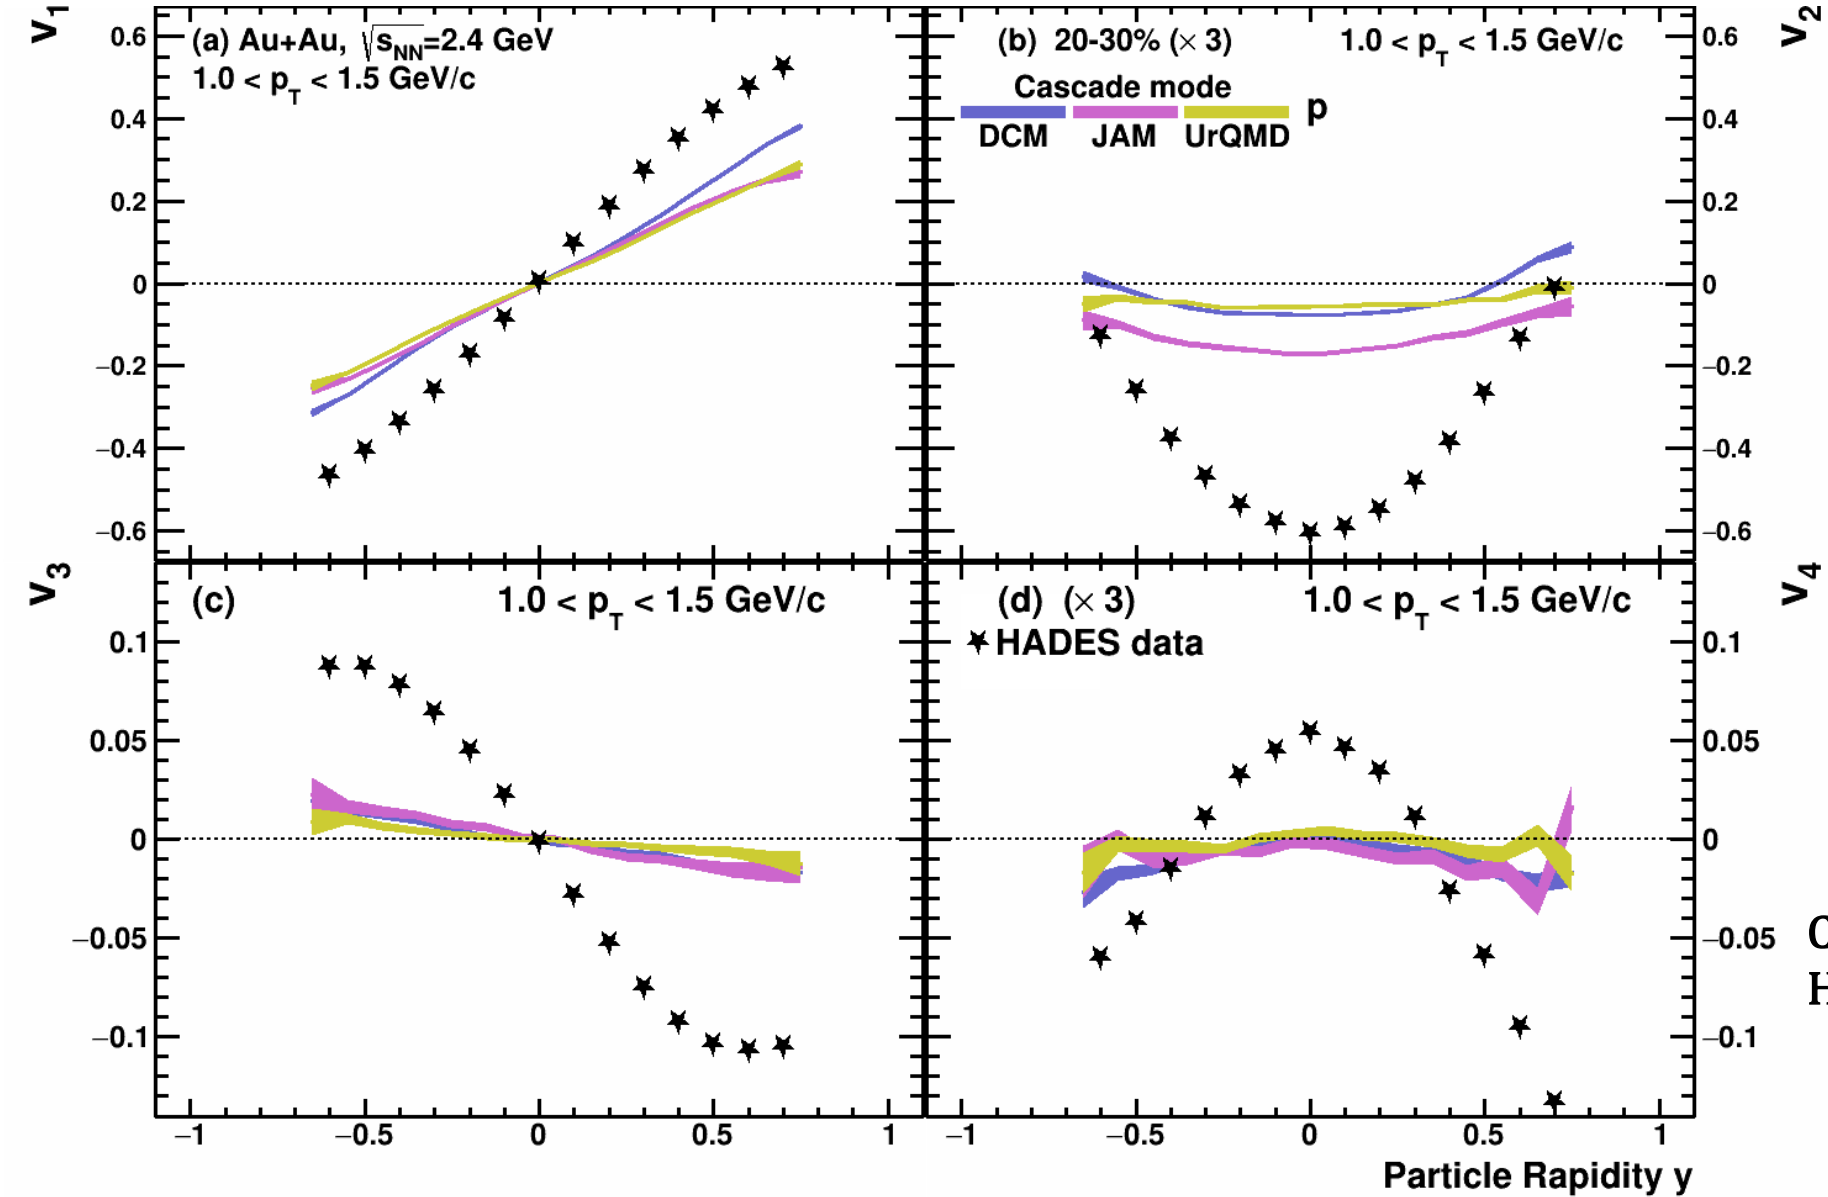 v1
v2
(a) Au+Au, √sNN=2.4 GeV
1.0 < pT < 1.5 GeV/c
(b) 20-30% (× 3)
1.0 < pT < 1.5 GeV/c
Cascade mode
DCM JAM UrQMD p
0.6
0.4
0.2
0
−0.2
−0.4
−0.6
0.6
0.4
0.2
0
−0.2
−0.4
−0.6
v3
v4
(c)
1.0 < pT < 1.5 GeV/c
(d) (× 3)
1.0 < pT < 1.5 GeV/c
HADES data
0.1
0.05
0
−0.05
−0.1
0.1
0.05
0
−0.05
−0.1
−1 −0.5 0 0.5 1
−1 −0.5 0 0.5 1
Particle Rapidity y